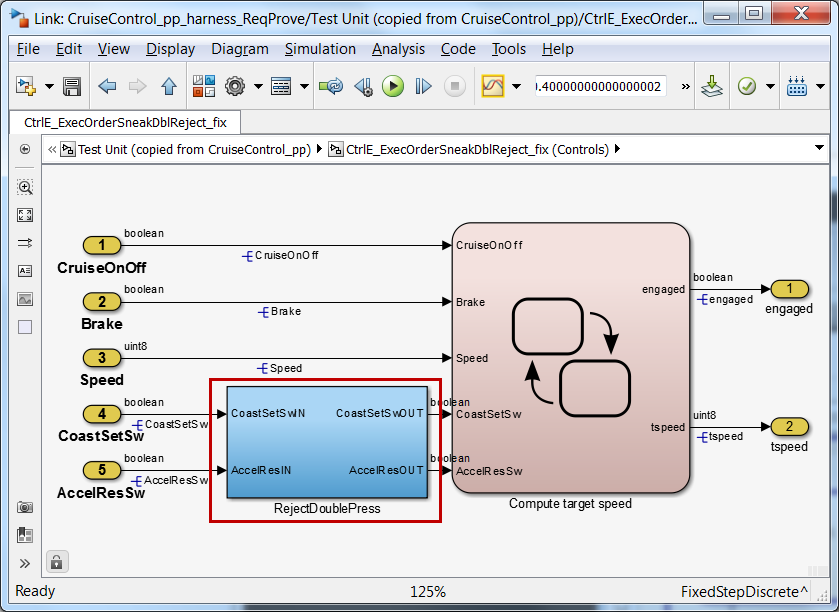 Link: CruiseControl_pp_harness_ReqProve/Test Unit (copied from CruiseControl_pp)/CtrlE_ExecOrder...
File Edit View Display Diagram Simulation Analysis Code Tools Help
.40000000000000002 »
CtrlE_ExecOrderSneakDblReject_fix
« Test Unit (copied from CruiseControl_pp) CtrlE_ExecOrderSneakDblReject_fix (Controls)
boolean
1
CruiseOnOff
CruiseOnOff
CruiseOnOff
boolean
2
Brake
Brake
Brake
uint8
3
Speed
Speed
Speed
boolean
4
CoastSetSw
CoastSetSw
CoastSetSwIN
CoastSetSwOUT
boolean
CoastSetSw
boolean
5
AccelResSw
AccelResSw
AccelResIN
AccelResOUT
boolean
AccelResSw
RejectDoublePress
engaged
boolean
1
engaged
engaged
tspeed
uint8
2
tspeed
tspeed
Compute target speed
Ready 125% FixedStepDiscrete^